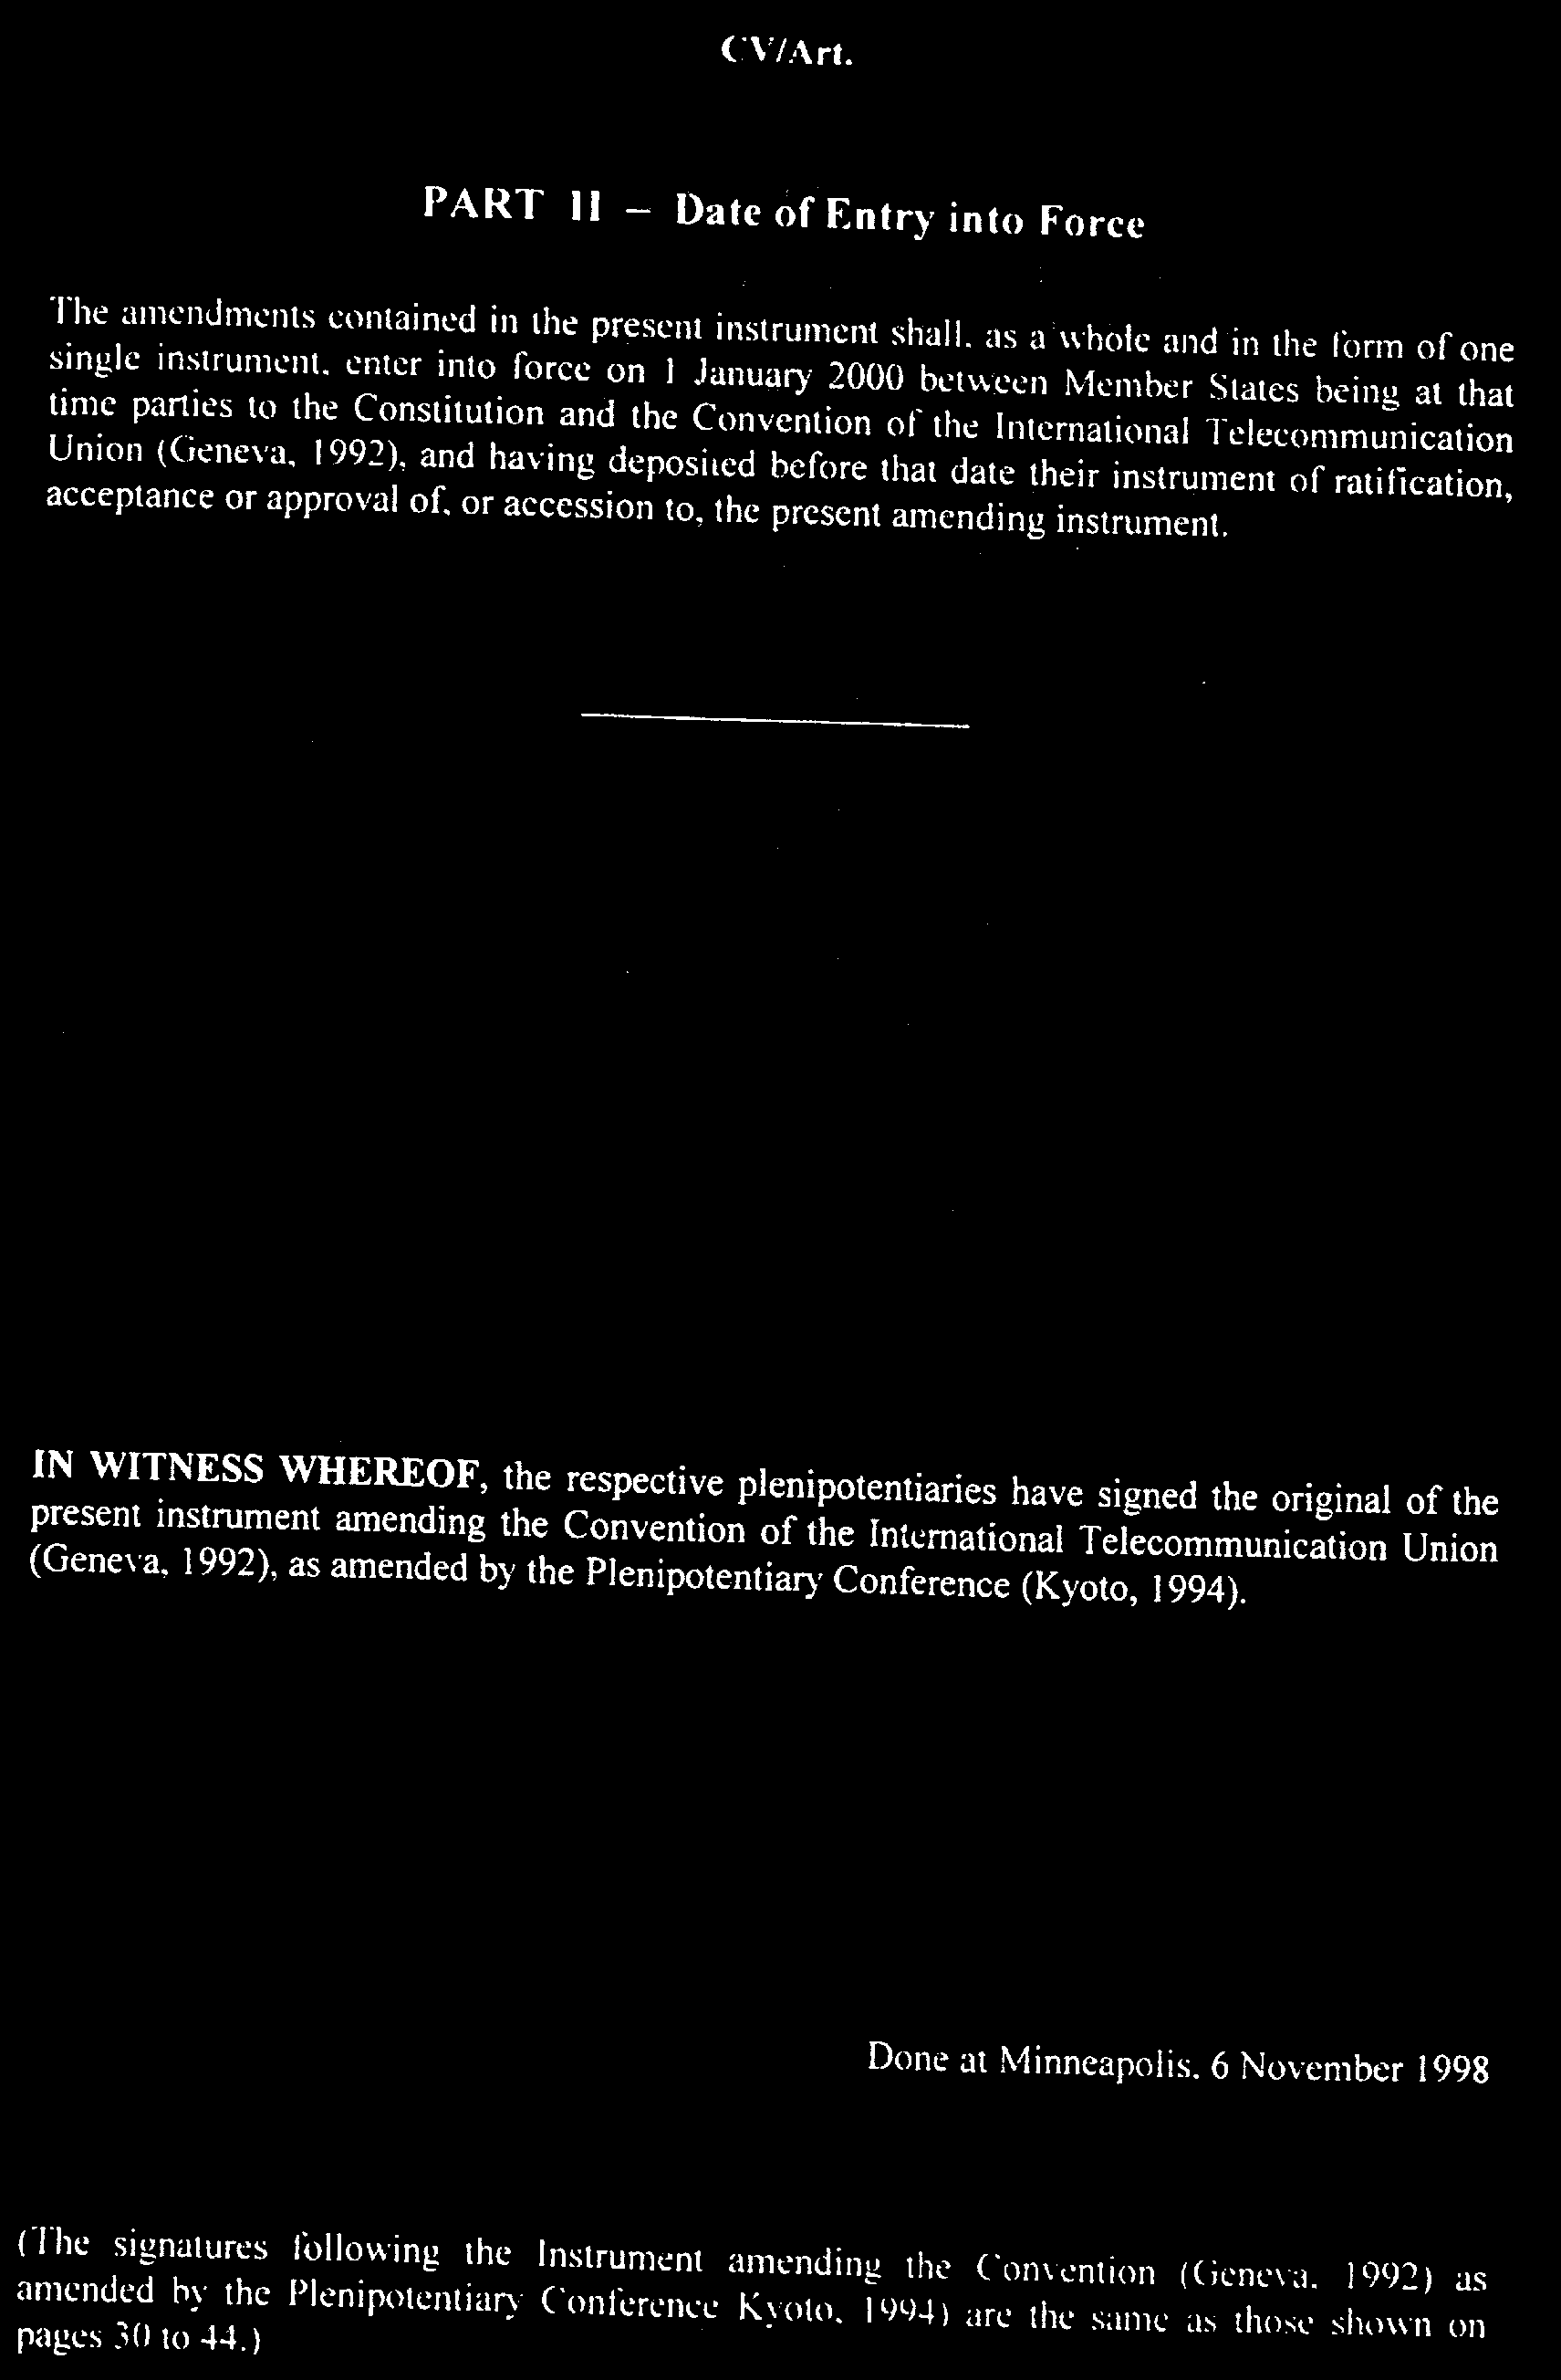 CV/Art.
PART II – Date of Entry into Force
The amendments contained in the present instrument shall, as a whole and in the form of one
single instrument, enter into force on 1 January 2000 between Member States being at that
time parties to the Constitution and the Convention of the International Telecommunication
Union (Geneva, 1992), and having deposited before that date their instrument of ratification,
acceptance or approval of, or accession to, the present amending instrument.
IN WITNESS WHEREOF, the respective plenipotentiaries have signed the original of the
present instrument amending the Convention of the International Telecommunication Union
(Geneva, 1992), as amended by the Plenipotentiary Conference (Kyoto, 1994).
Done at Minneapolis, 6 November 1998
(The signatures following the Instrument amending the Convention (Geneva, 1992) as
amended by the Plenipotentiary Conference Kyoto, 1994) are the same as those shown on
pages 30 to 44.)